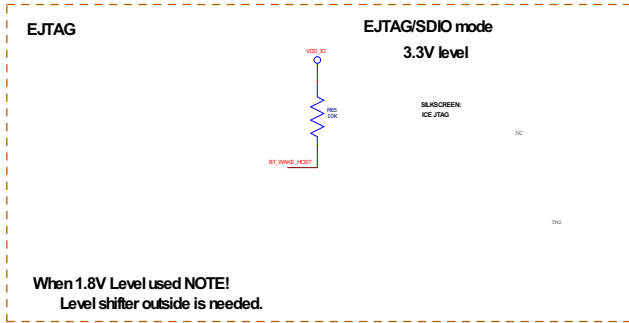 EJTAG
EJTAG/SDIO mode
3.3V level
VDD_IO
R65
10K
SILKSCREEN:
ICE JTAG
NC
BT_WAKE_HOST
TMS
When 1.8V Level used NOTE!
Level shifter outside is needed.